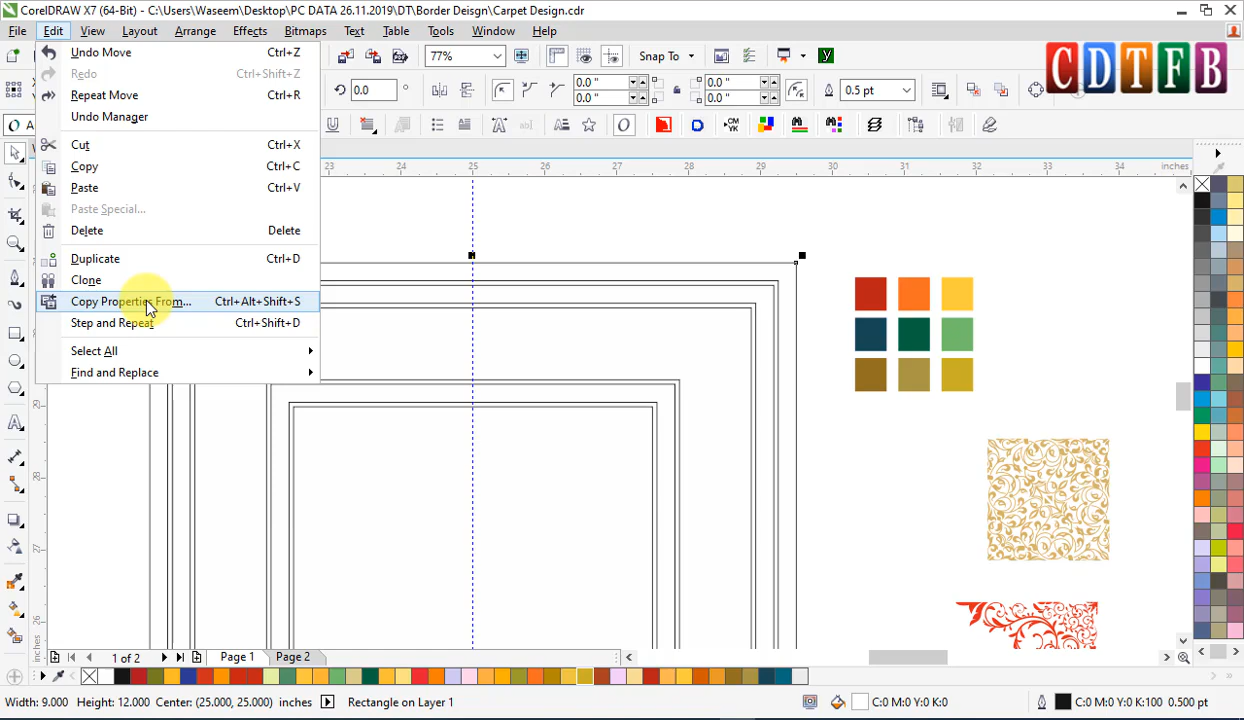 CorelDRAW X7 (64-Bit) - C:\Users\Waseem\Desktop\PC DATA 26.11.2019\DT\Border Deisgn\Carpet Design.cdr
File Edit View Layout Arrange Effects Bitmaps Text Table Tools Window Help
CDTFB
Undo Move Ctrl+Z
Redo Ctrl+Shift+Z
Repeat Move Ctrl+R
Undo Manager
Cut Ctrl+X
Copy Ctrl+C
Paste Ctrl+V
Paste Special...
Delete Delete
Duplicate Ctrl+D
Clone
Copy Properties From... Ctrl+Alt+Shift+S
Step and Repeat Ctrl+Shift+D
Select All
Find and Replace
77% Snap To
0.0 °
0.0 "
0.0 "
0.0 "
0.0 "
0.5 pt
CM
YK
23 24 25 26 27 28 29 30 31 32 33 34 inches
29
28
27
26
inches
1 of 2 Page 1 Page 2
Width: 9.000 Height: 12.000 Center: (25.000, 25.000) inches Rectangle on Layer 1 C:0 M:0 Y:0 K:0 C:0 M:0 Y:0 K:100 0.500 pt